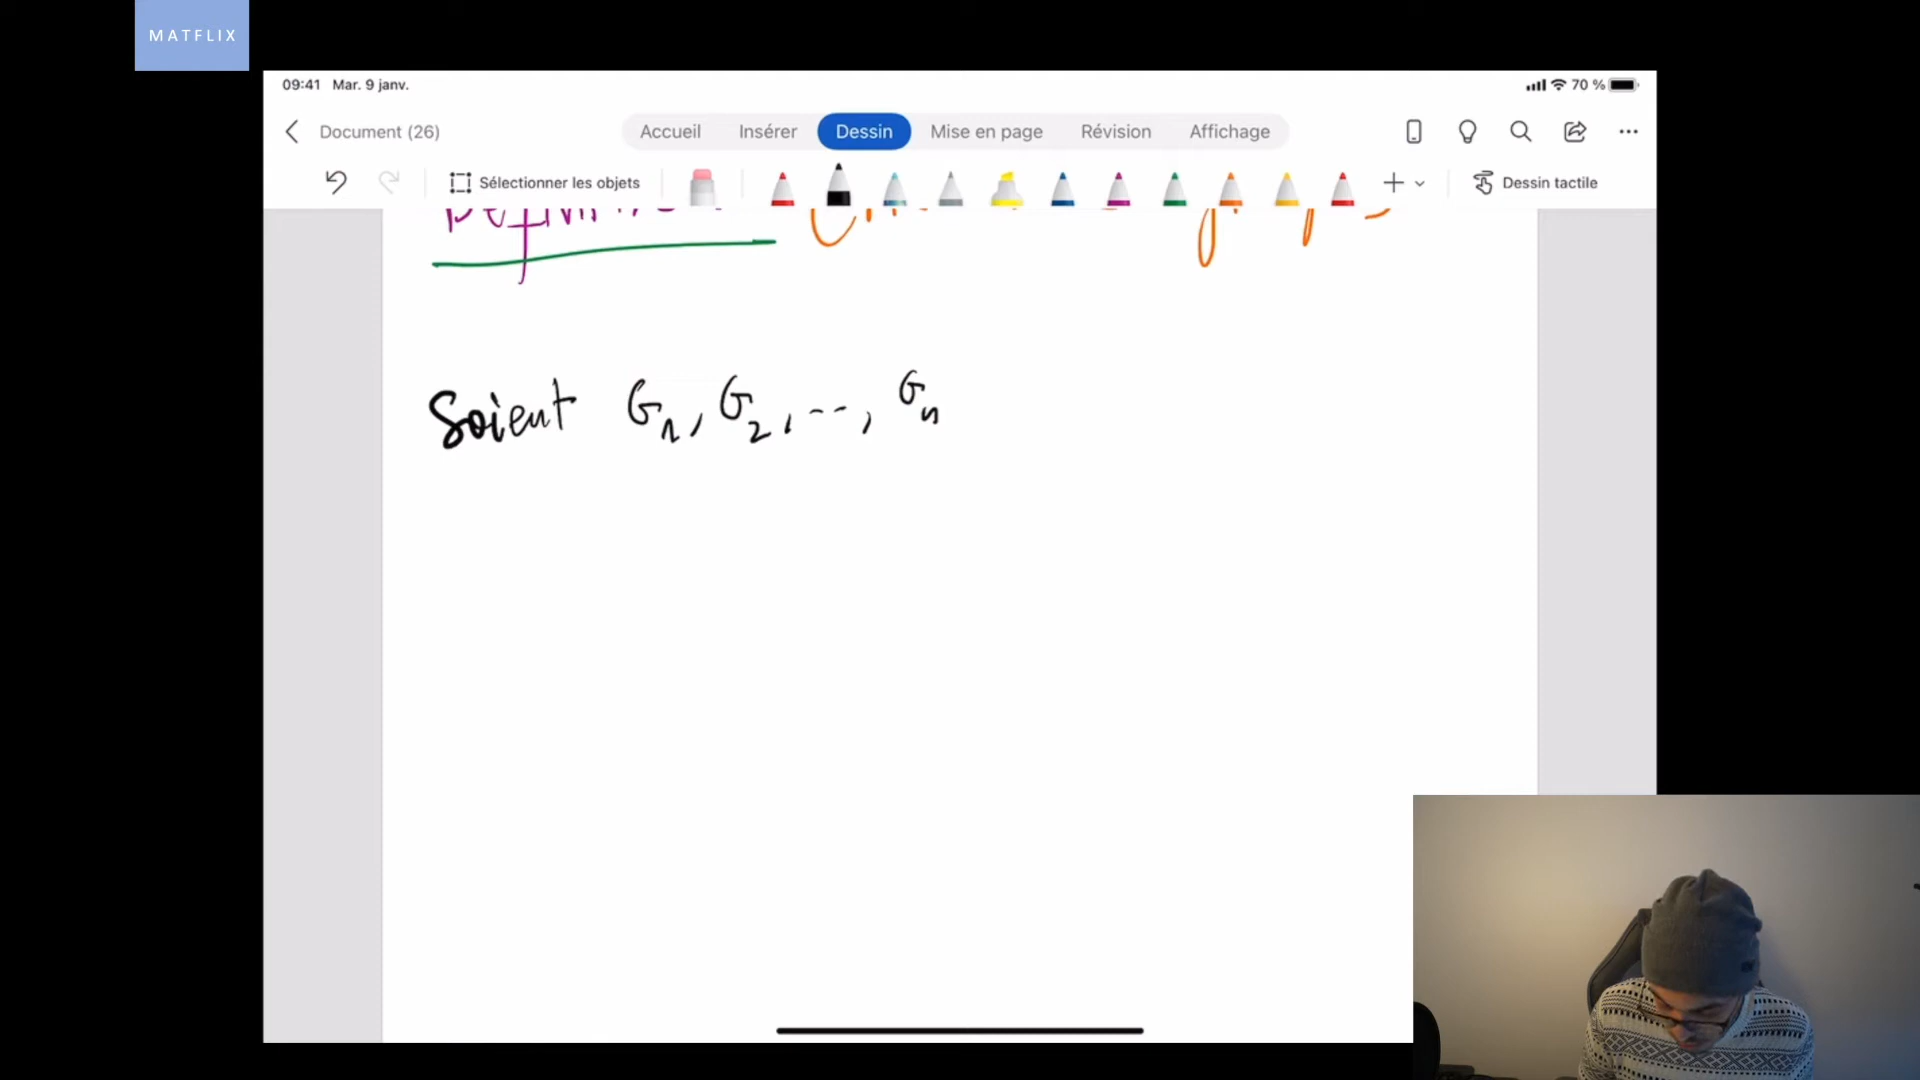 MATFLIX
09:41 Mar. 9 janv.
70 %
Document (26)
Accueil Insérer Dessin Mise en page Révision Affichage
Sélectionner les objets
Dessin tactile
Soient G₁, G₂, ..., Gₙ